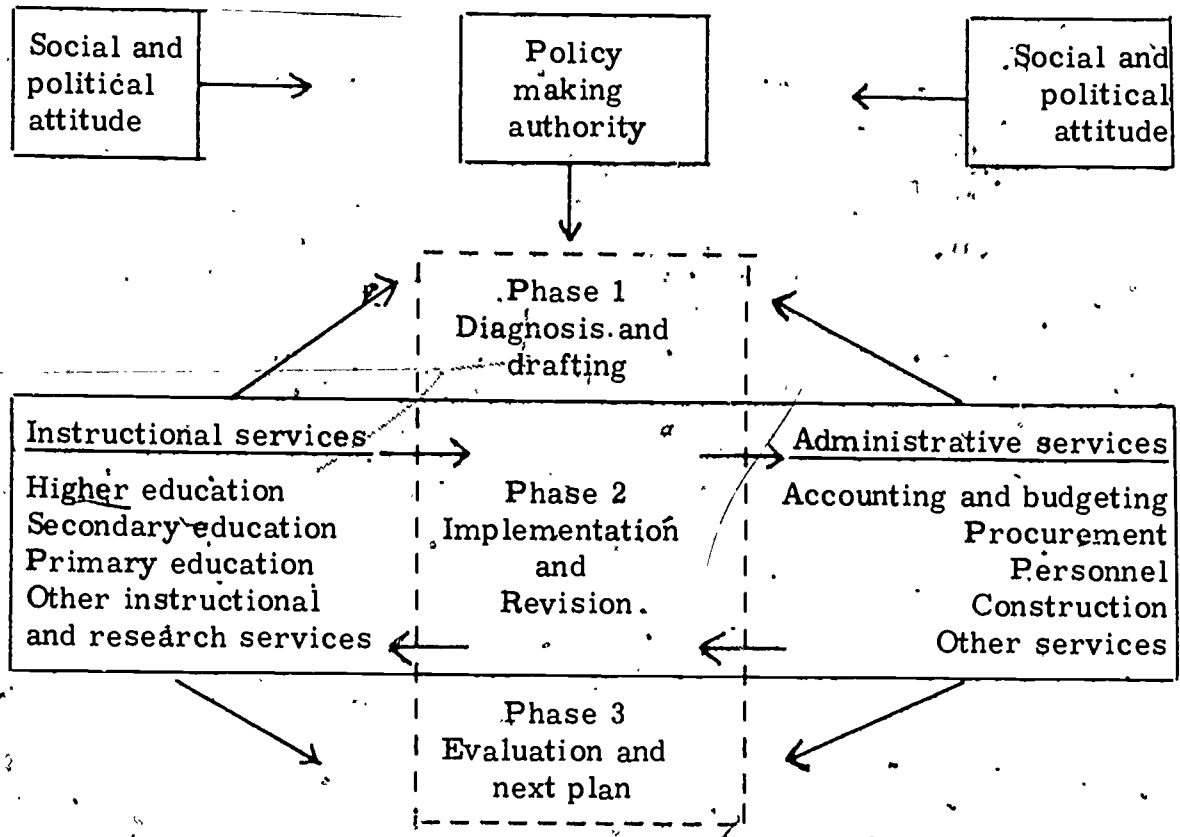 Social and
political
attitude
Policy
making
authority
Social and
political
attitude
Phase 1
Diagnosis and
drafting
Instructional services
Higher education
Secondary education
Primary education
Other instructional
and research services
Phase 2
Implementation
and
Revision.
Administrative services
Accounting and budgeting
Procurement
Personnel
Construction
Other services
Phase 3
Evaluation and
next plan